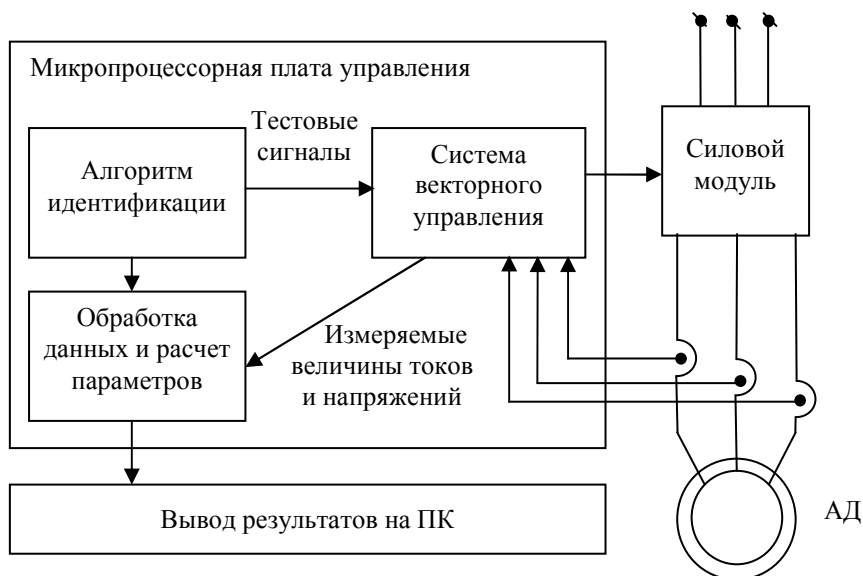 Микропроцессорная плата управления
Тестовые
сигналы
Алгоритм
идентификации
Система
векторного
управления
Силовой
модуль
Обработка
данных и расчет
параметров
Измеряемые
величины токов
и напряжений
Вывод результатов на ПК
АД